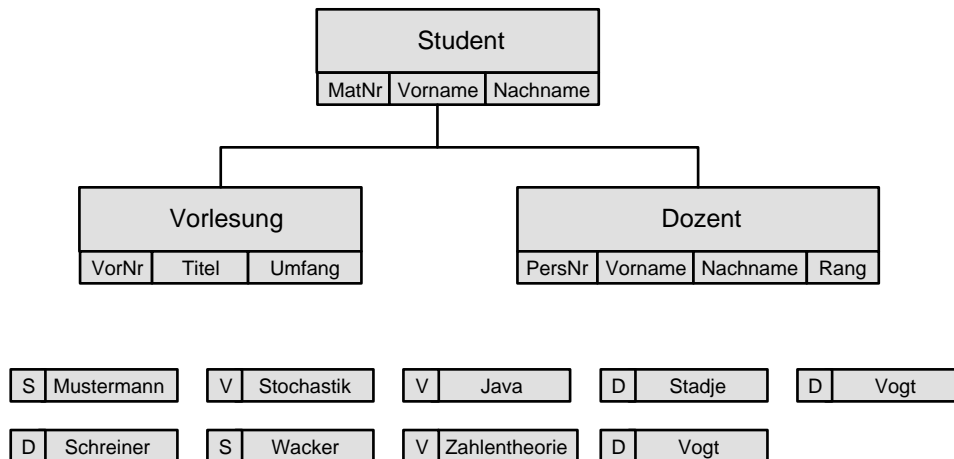 Student
MatNr Vorname Nachname
Vorlesung Dozent
VorNr Titel Umfang PersNr Vorname Nachname Rang
S Mustermann V Stochastik V Java D Stadje D Vogt
D Schreiner S Wacker V Zahlentheorie D Vogt